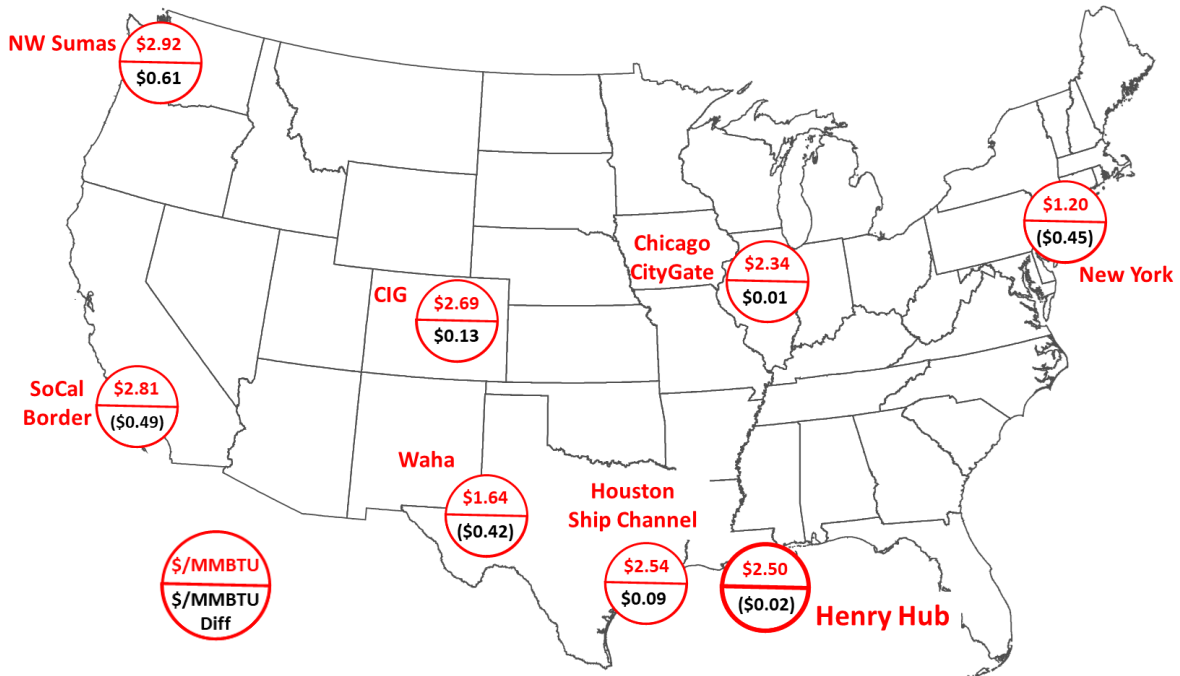 NW Sumas
$2.92
$0.61
$1.20
($0.45)
New York
Chicago
CityGate
$2.34
$0.01
CIG
$2.69
$0.13
SoCal
Border
$2.81
($0.49)
Waha
$1.64
($0.42)
Houston
Ship Channel
$2.54
$0.09
$2.50
($0.02)
Henry Hub
$/MMBTU
$/MMBTU
Diff